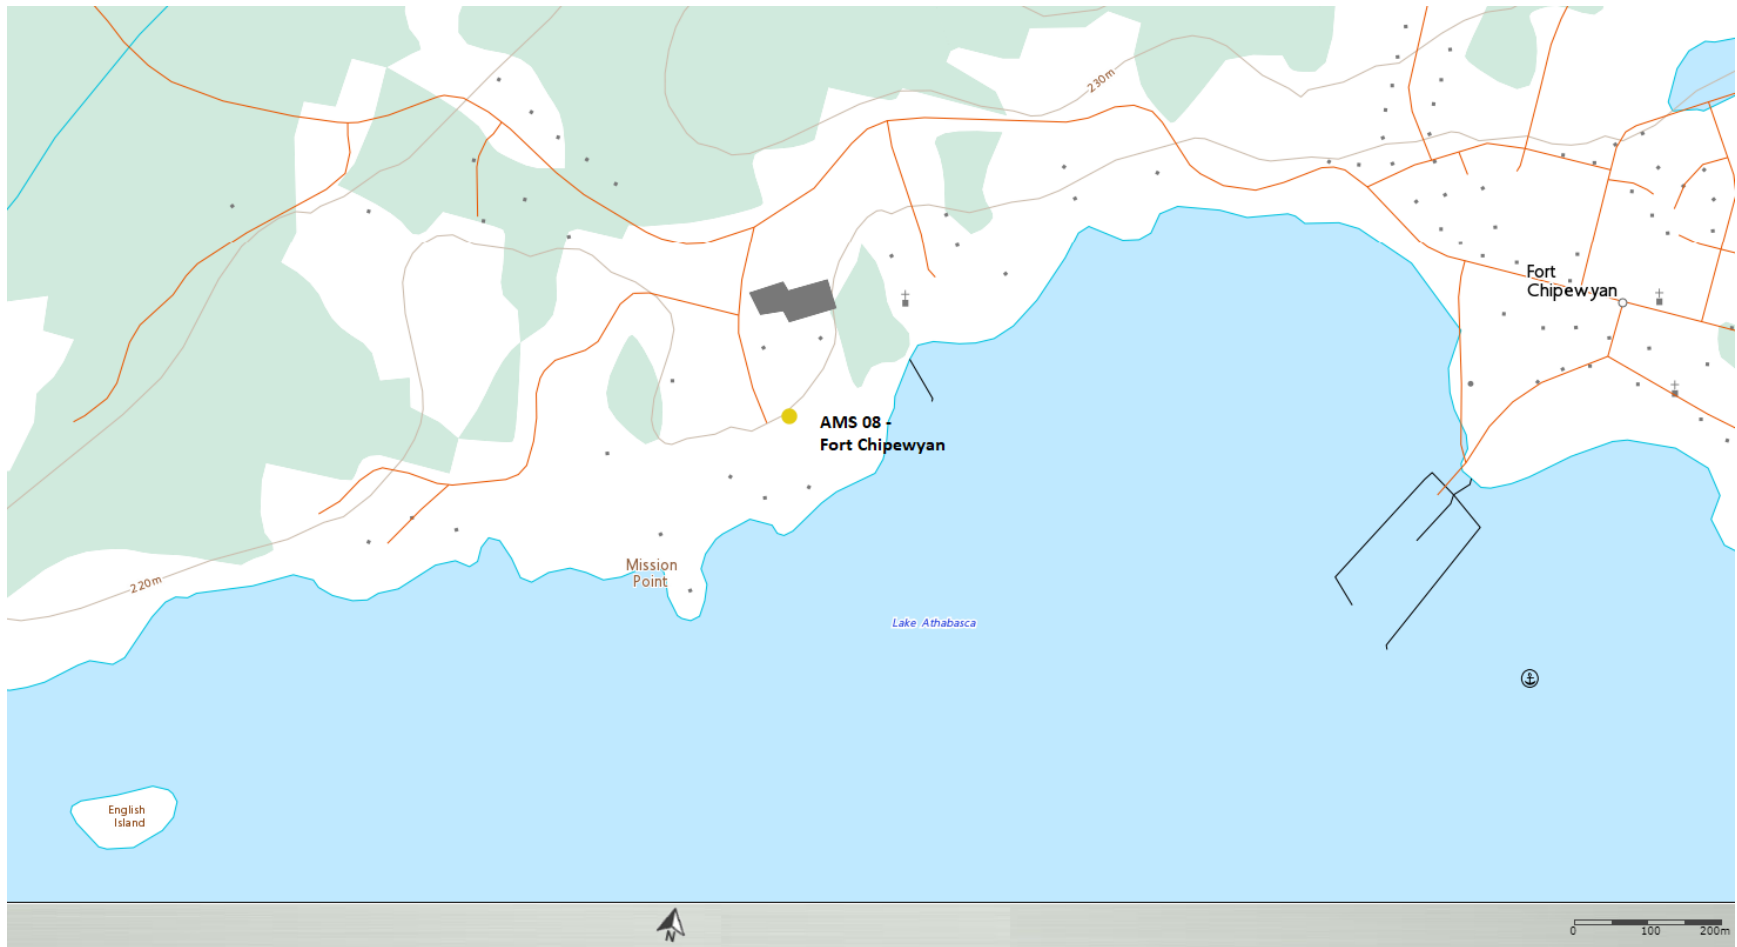 230m
Fort
Chipewyan
AMS 08 -
Fort Chipewyan
Mission
Point
220m
Lake Athabasca
English
Island
N
0 100 200m